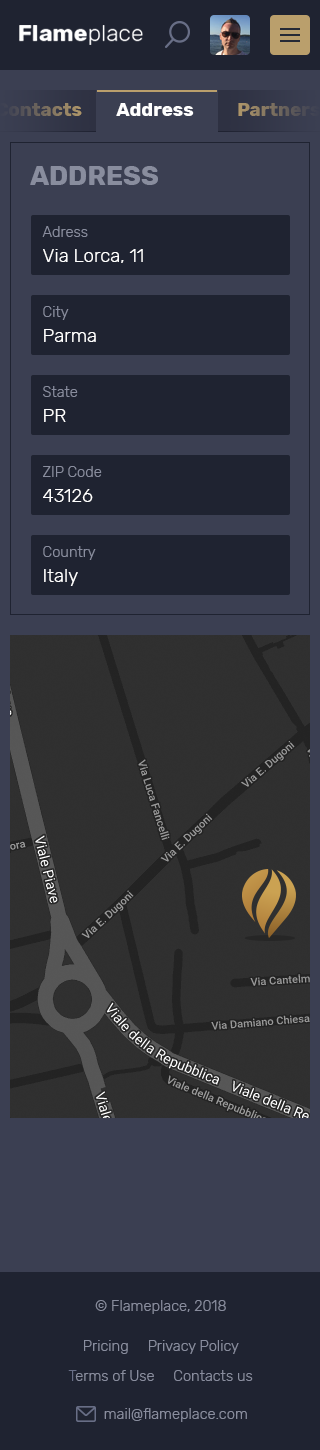 Flameplace
ontacts Address Partners
ADDRESS
Adress
Via Lorca, 11
City
Parma
State
PR
ZIP Code
43126
Country
Italy
Via Luca Fancelli
Via E. Dugoni
Via E. Dugoni
Viale Piave
ora
Via E. Dugoni
Via Cantelm
Via Damiano Chiesa
Viale della Repubblica
Viale della Re
Viale della Repubblic
Viale
© Flameplace, 2018
Pricing Privacy Policy
Terms of Use Contacts us
mail@flameplace.com